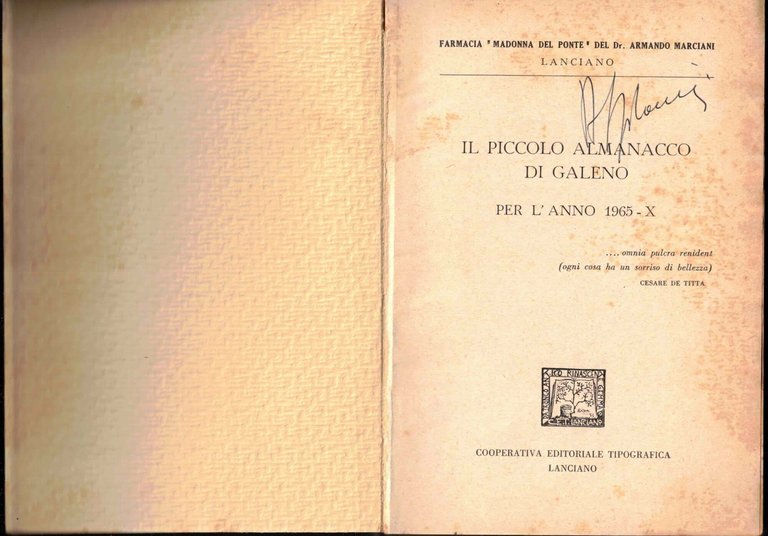 FARMACIA "MADONNA DEL PONTE" DEL Dr. ARMANDO MARCIANI
LANCIANO
IL PICCOLO ALMANACCO
DI GALENO
PER L'ANNO 1965-X
....omnia pulcra renident
(ogni cosa ha un sorriso di bellezza)
CESARE DE TITTA
C.E.T. LANCIANO
COOPERATIVA EDITORIALE TIPOGRAFICA
LANCIANO